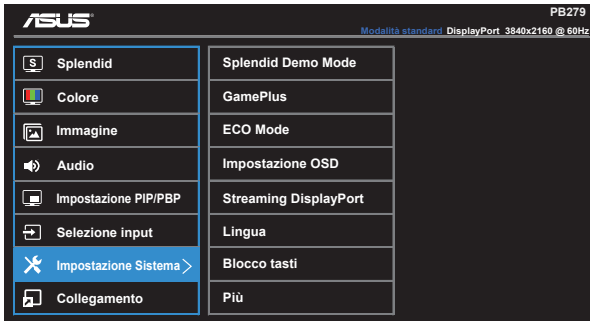 ASUS
PB279
Modalità standard DisplayPort 3840x2160 @ 60Hz
S Splendid
Colore
Immagine
Audio
Impostazione PIP/PBP
Selezione input
Impostazione Sistema
Collegamento
Splendid Demo Mode
GamePlus
ECO Mode
Impostazione OSD
Streaming DisplayPort
Lingua
Blocco tasti
Più